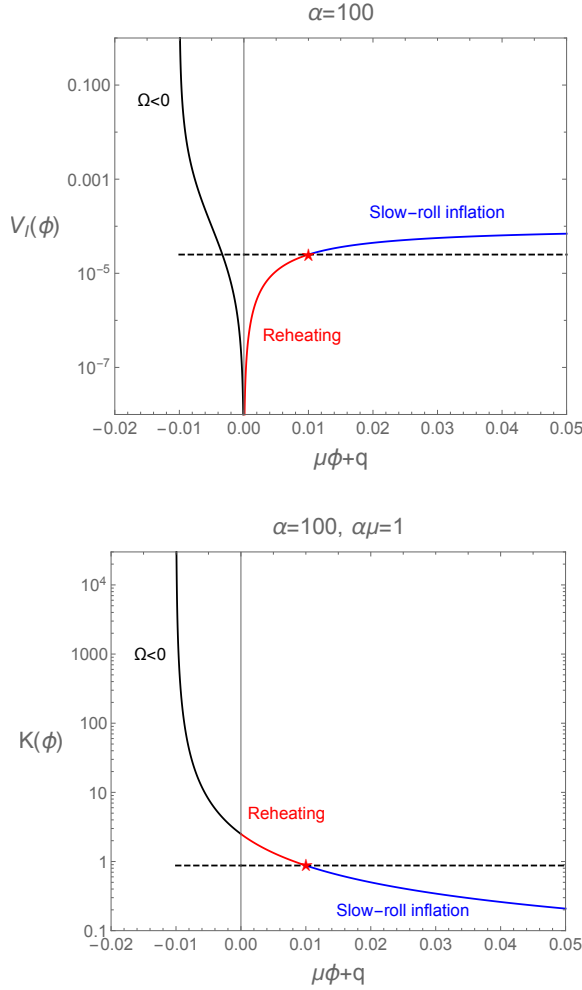 α=100
0.100
Ω<0
0.001
Slow-roll inflation
V_I(ϕ)
10^-5
Reheating
10^-7
-0.02 -0.01 0.00 0.01 0.02 0.03 0.04 0.05
μϕ+q
α=100, αμ=1
10^4
1000
Ω<0
100
K(ϕ)
10
Reheating
1
Slow-roll inflation
0.1
-0.02 -0.01 0.00 0.01 0.02 0.03 0.04 0.05
μϕ+q